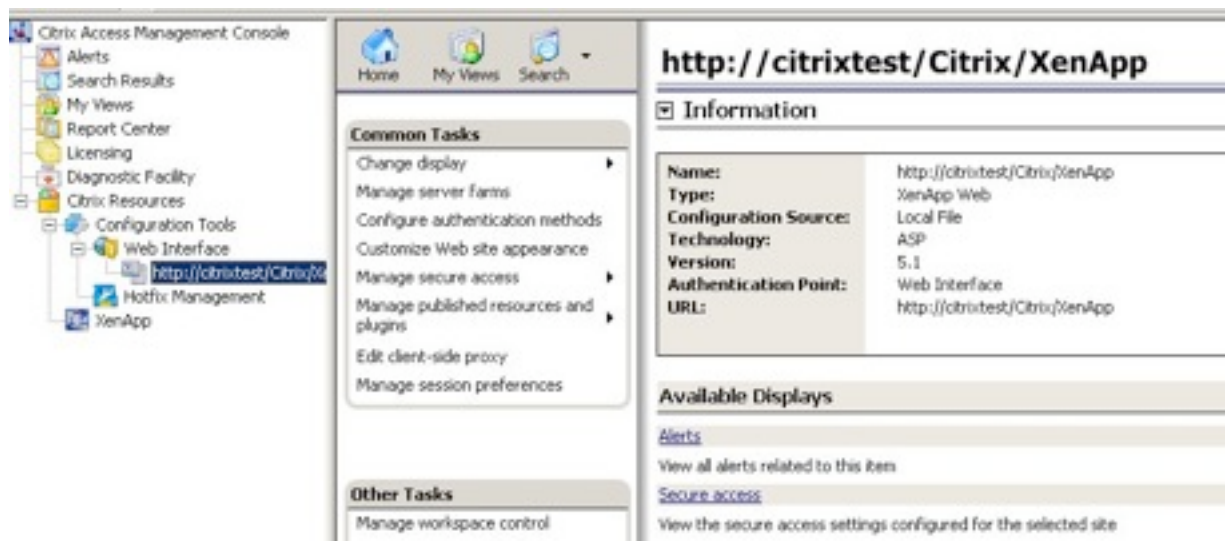 Citrix Access Management Console
Alerts
Search Results
My Views
Report Center
Licensing
Diagnostic Facility
Citrix Resources
Configuration Tools
Web Interface
http://citrixtest/Citrix/Xe
Hotfix Management
XenApp
Home My Views Search
Common Tasks
Change display
Manage server farms
Configure authentication methods
Customize Web site appearance
Manage secure access
Manage published resources and
plugins
Edit client-side proxy
Manage session preferences
Other Tasks
Manage workspace control
http://citrixtest/Citrix/XenApp
Information
Name: http://citrixtest/Citrix/XenApp
Type: XenApp Web
Configuration Source: Local File
Technology: ASP
Version: 5.1
Authentication Point: Web Interface
URL: http://citrixtest/Citrix/XenApp
Available Displays
Alerts
View all alerts related to this item
Secure access
View the secure access settings configured for the selected site